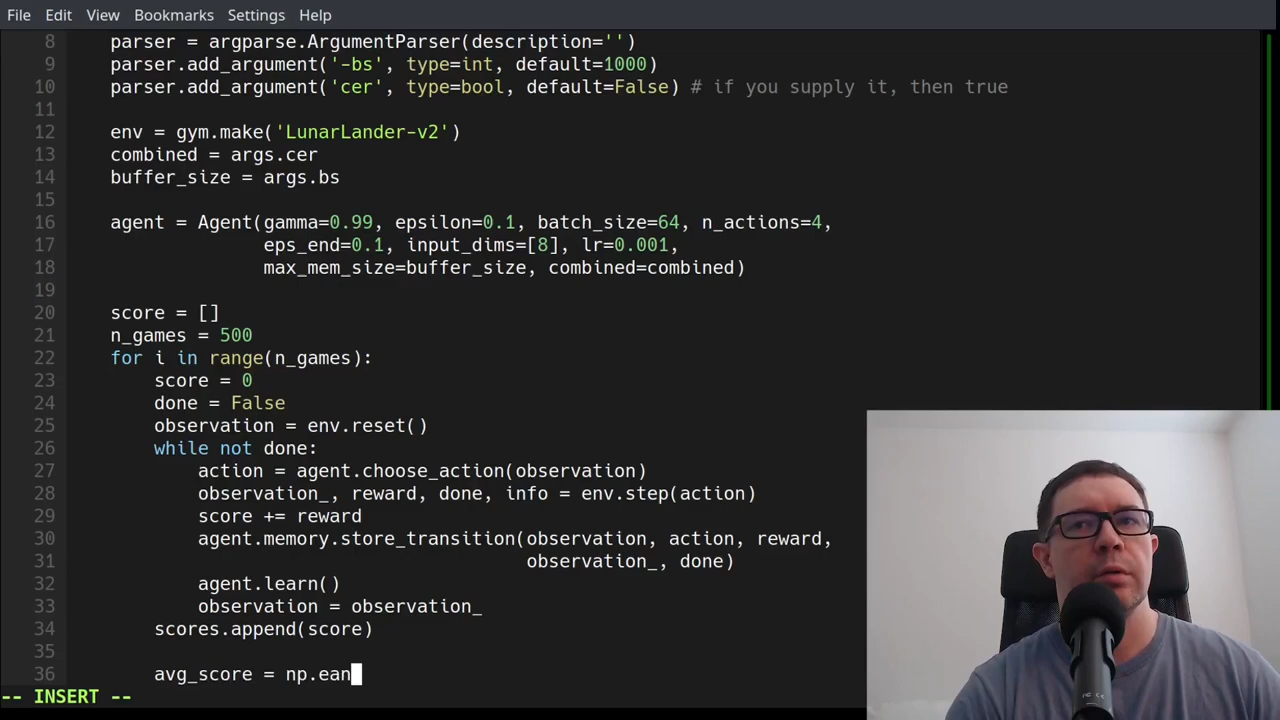 File Edit View Bookmarks Settings Help
8 parser = argparse.ArgumentParser(description='')
9 parser.add_argument('-bs', type=int, default=1000)
10 parser.add_argument('cer', type=bool, default=False) # if you supply it, then true
11
12 env = gym.make('LunarLander-v2')
13 combined = args.cer
14 buffer_size = args.bs
15
16 agent = Agent(gamma=0.99, epsilon=0.1, batch_size=64, n_actions=4,
17 eps_end=0.1, input_dims=[8], lr=0.001,
18 max_mem_size=buffer_size, combined=combined)
19
20 score = []
21 n_games = 500
22 for i in range(n_games):
23 score = 0
24 done = False
25 observation = env.reset()
26 while not done:
27 action = agent.choose_action(observation)
28 observation_, reward, done, info = env.step(action)
29 score += reward
30 agent.memory.store_transition(observation, action, reward,
31 observation_, done)
32 agent.learn()
33 observation = observation_
34 scores.append(score)
35
36 avg_score = np.ean
-- INSERT --